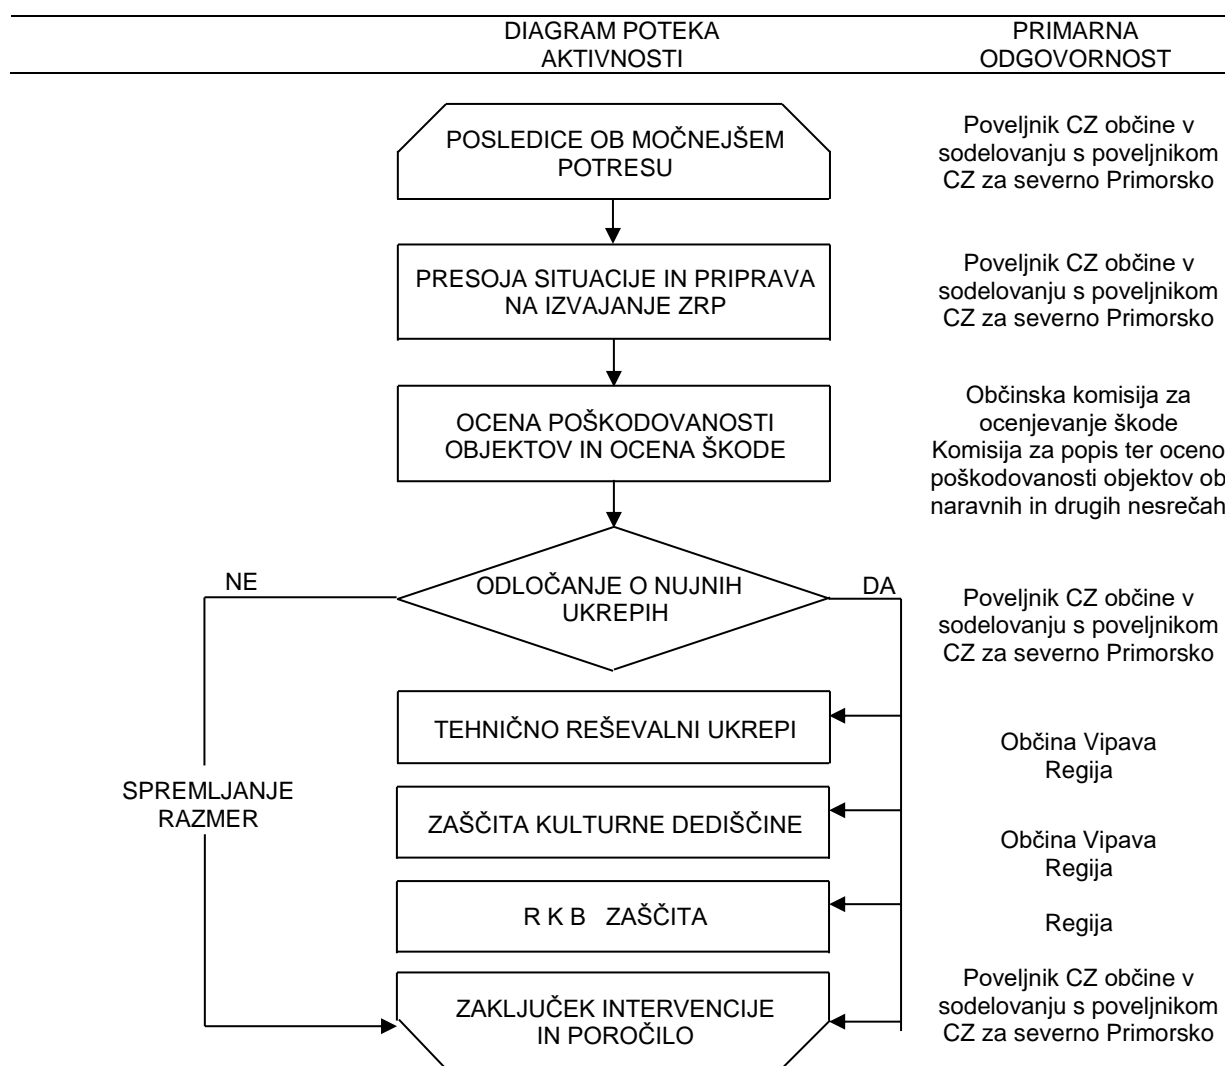 DIAGRAM POTEKA
AKTIVNOSTI
PRIMARNA
ODGOVORNOST
POSLEDICE OB MOČNEJŠEM
POTRESU
Poveljnik CZ občine v
sodelovanju s poveljnikom
CZ za severno Primorsko
PRESOJA SITUACIJE IN PRIPRAVA
NA IZVAJANJE ZRP
Poveljnik CZ občine v
sodelovanju s poveljnikom
CZ za severno Primorsko
OCENA POŠKODOVANOSTI
OBJEKTOV IN OCENA ŠKODE
Občinska komisija za
ocenjevanje škode
Komisija za popis ter oceno
poškodovanosti objektov ob
naravnih in drugih nesrečah
NE
ODLOČANJE O NUJNIH
UKREPIH
DA
Poveljnik CZ občine v
sodelovanju s poveljnikom
CZ za severno Primorsko
TEHNIČNO REŠEVALNI UKREPI
Občina Vipava
Regija
SPREMLJANJE
RAZMER
ZAŠČITA KULTURNE DEDIŠČINE
Občina Vipava
Regija
R K B ZAŠČITA
Regija
ZAKLJUČEK INTERVENCIJE
IN POROČILO
Poveljnik CZ občine v
sodelovanju s poveljnikom
CZ za severno Primorsko